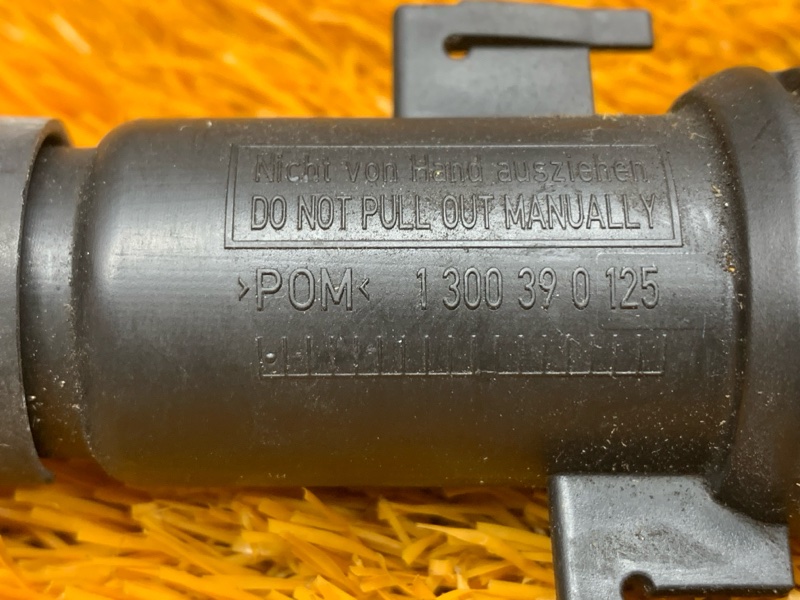 Nicht von Hand ausziehen
DO NOT PULL OUT MANUALLY
>POM< 1 300 39 0 125